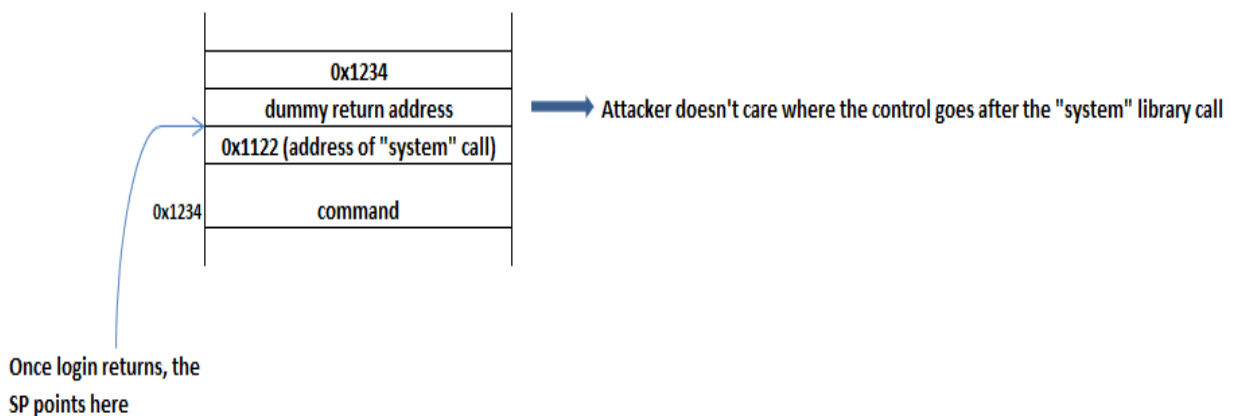 0x1234
dummy return address
Attacker doesn't care where the control goes after the "system" library call
0x1122 (address of "system" call)
0x1234
command
Once login returns, the
SP points here